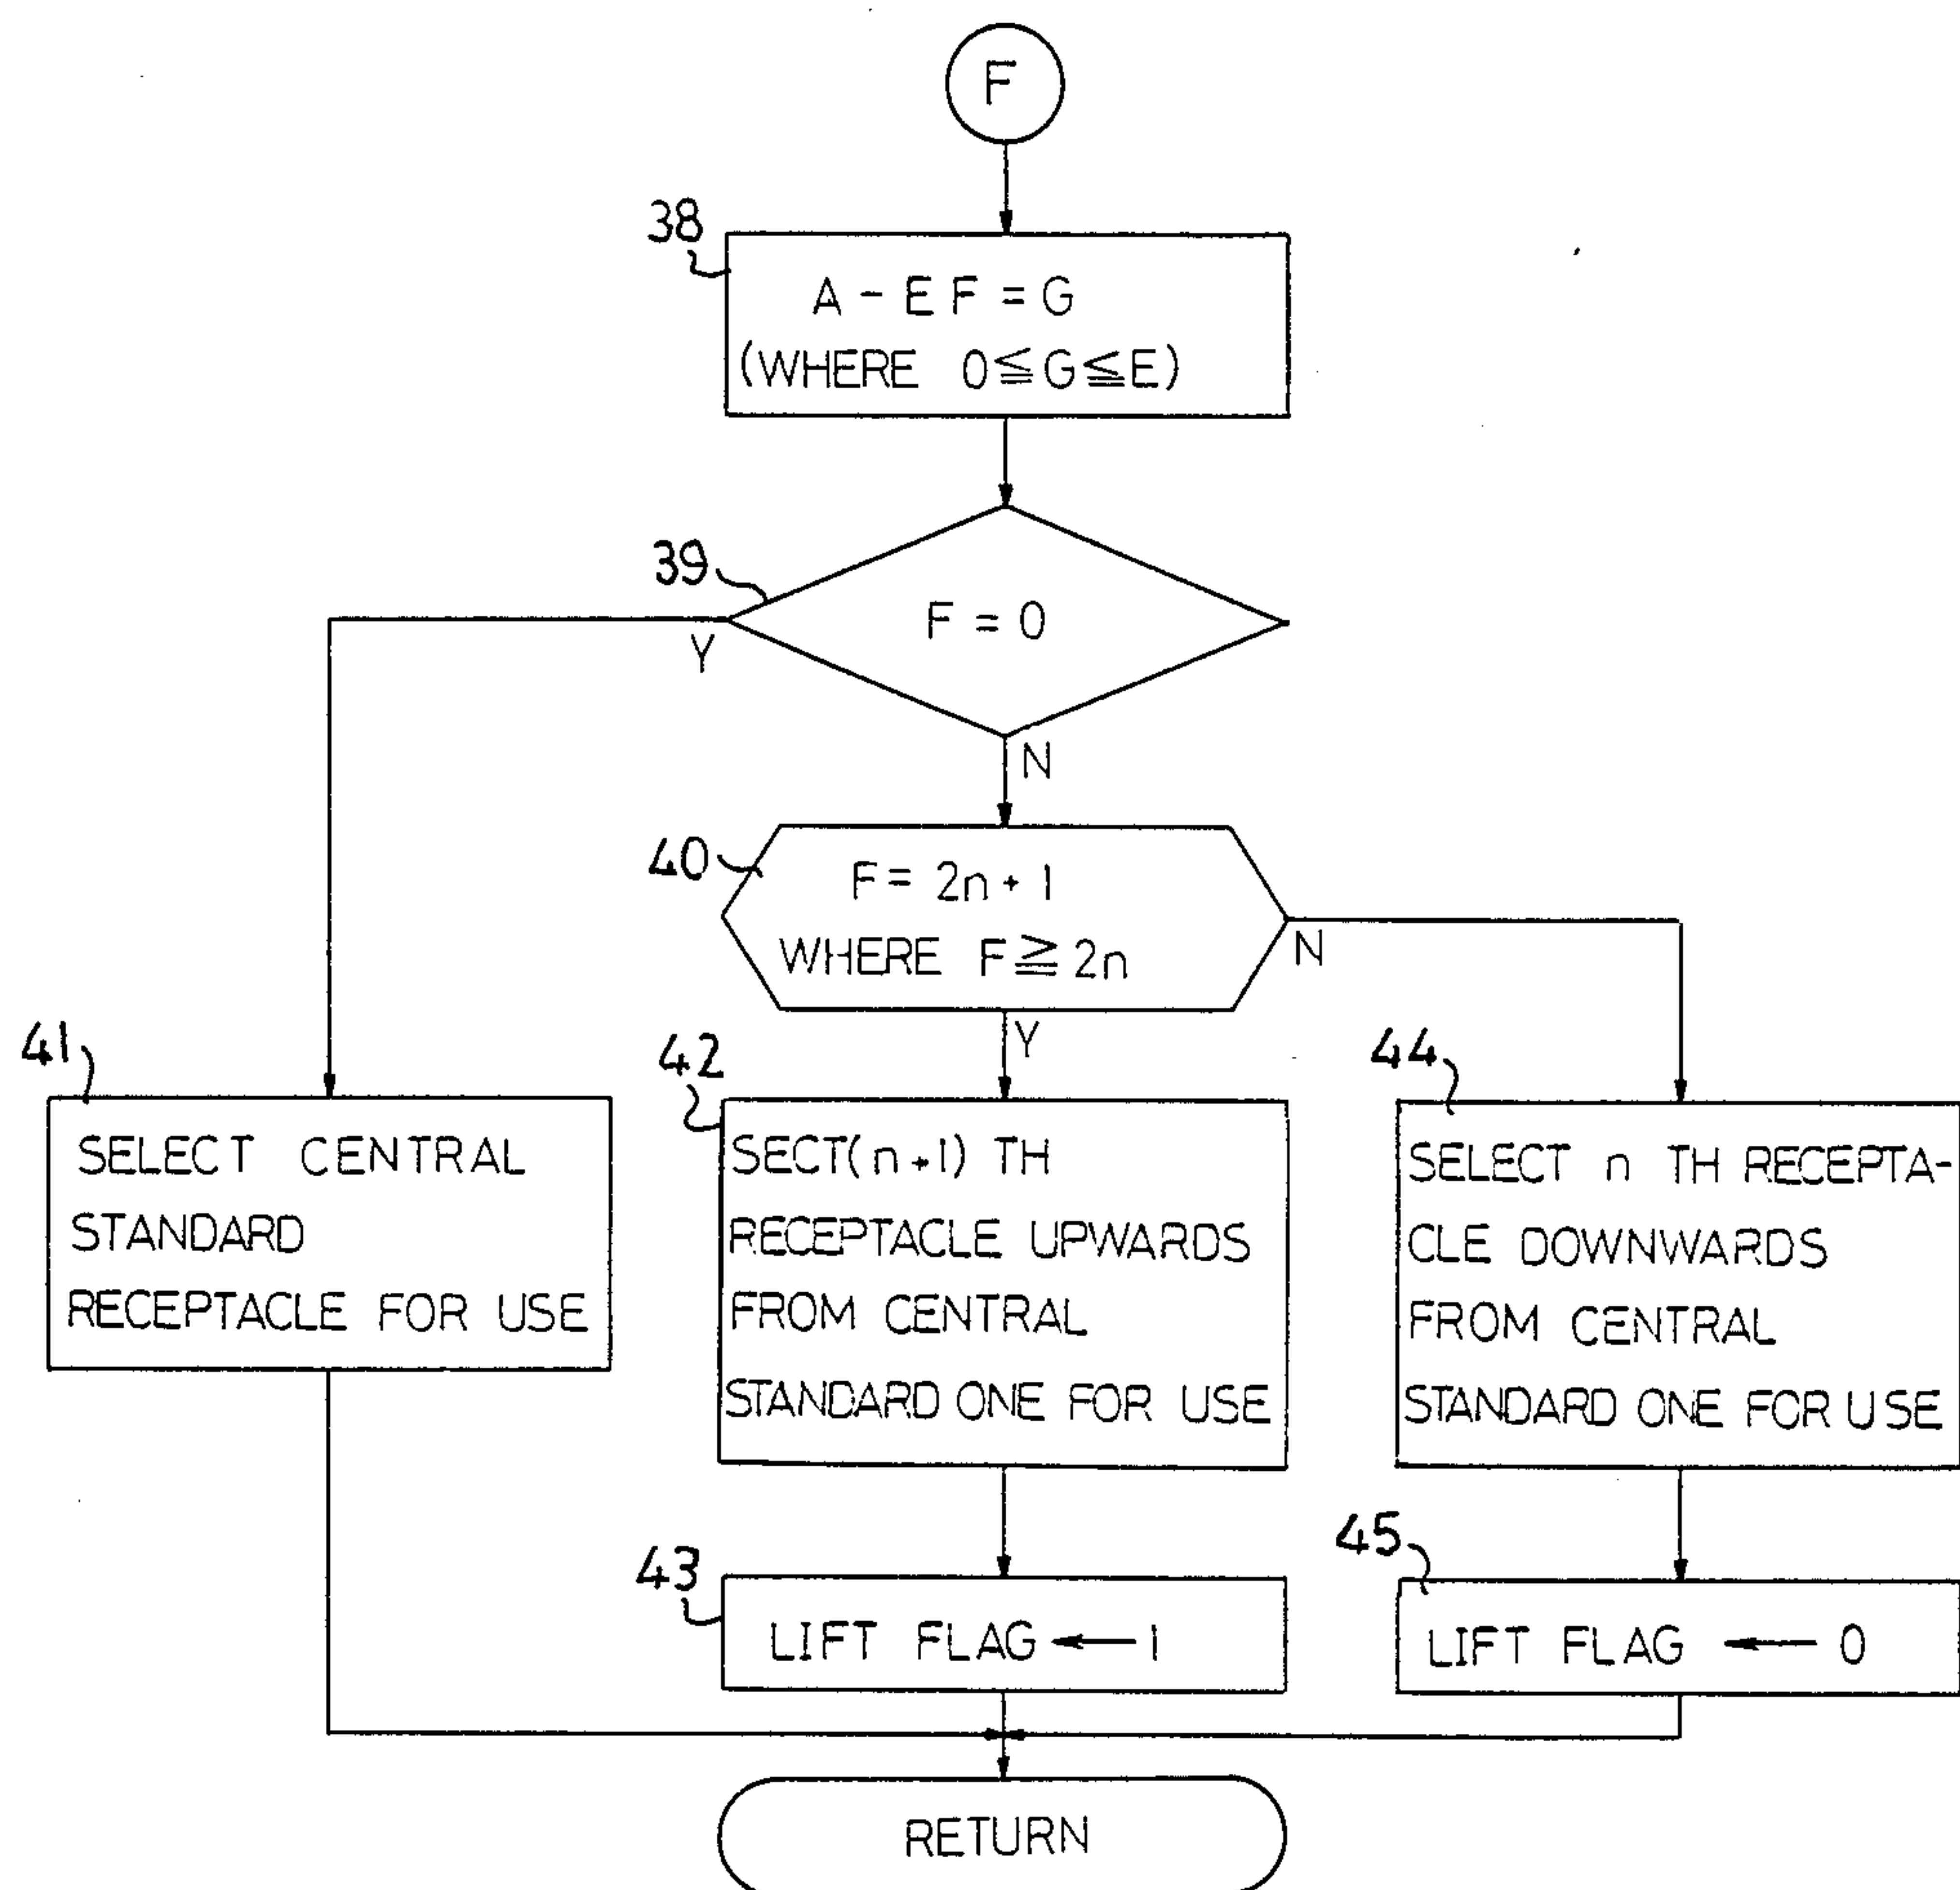 F
38
A - E F = G
(WHERE 0≦G≦E)
39
F = 0
Y
N
40
F = 2n + 1
WHERE F ≧ 2n
N
Y
41
SELECT CENTRAL
STANDARD
RECEPTACLE FOR USE
42
SECT(n+1) TH
RECEPTACLE UPWARDS
FROM CENTRAL
STANDARD ONE FOR USE
44
SELECT n TH RECEPTA-
CLE DOWNWARDS
FROM CENTRAL
STANDARD ONE FOR USE
43
LIFT FLAG ← 1
45
LIFT FLAG ← 0
RETURN